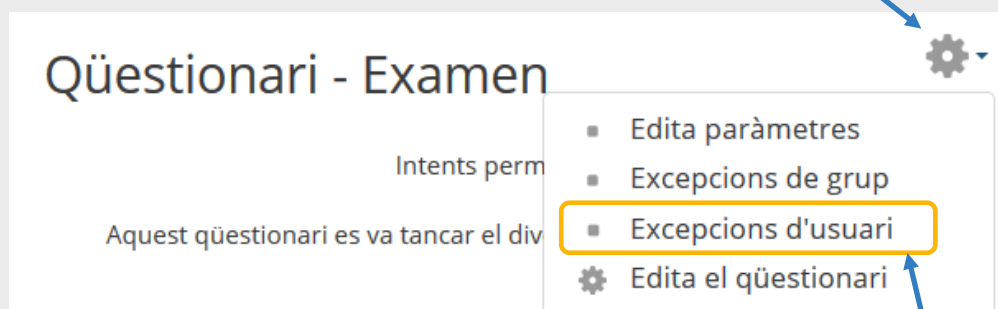 Qüestionari - Examen
Edita paràmetres
Intents perm
Excepcions de grup
Aquest qüestionari es va tancar el div
Excepcions d'usuari
Edita el qüestionari